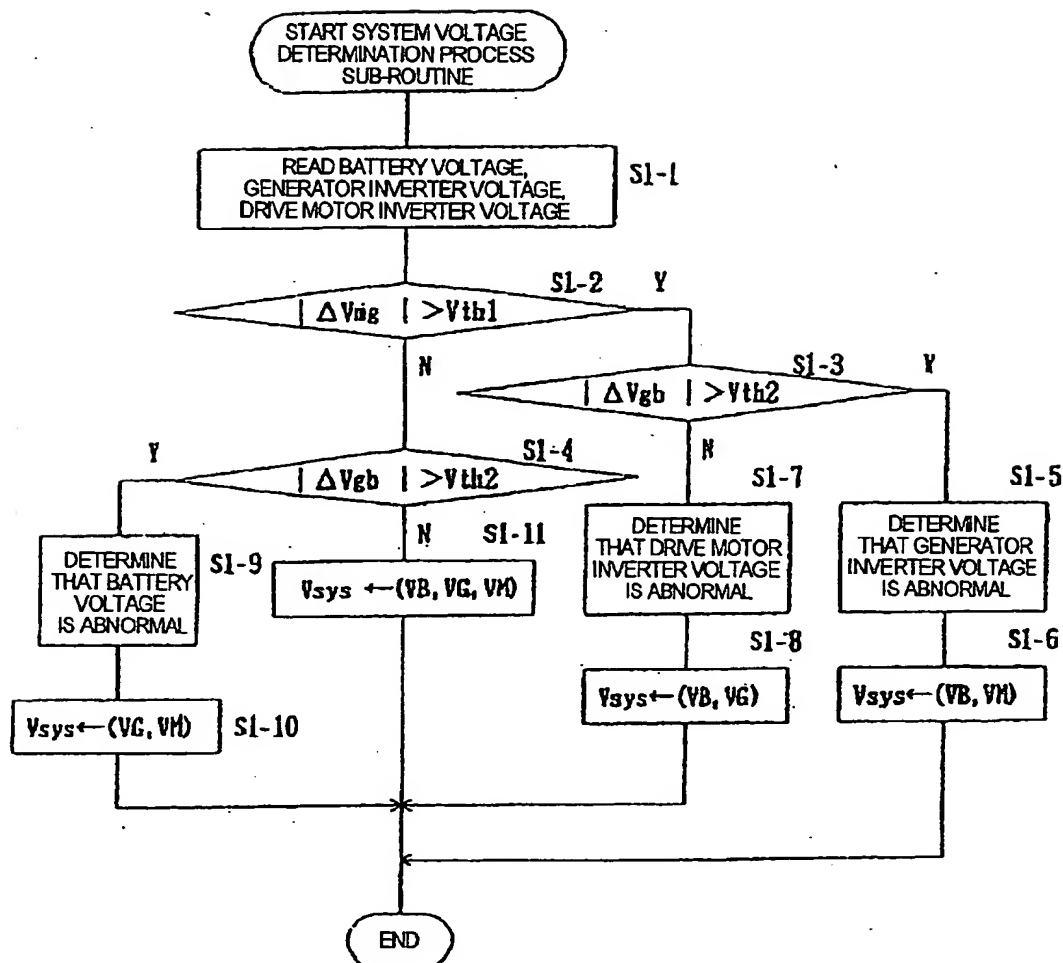 START SYSTEM VOLTAGE
DETERMINATION PROCESS
SUB-ROUTINE
READ BATTERY VOLTAGE,
GENERATOR INVERTER VOLTAGE,
DRIVE MOTOR INVERTER VOLTAGE
S1-1
S1-2
Y
| ΔVmg | >Vth1
N
S1-3
Y
| ΔVgb | >Vth2
Y
S1-4
| ΔVgb | >Vth2
N
S1-7
S1-5
N
S1-11
DETERMINE
THAT BATTERY
VOLTAGE
IS ABNORMAL
S1-9
Vsys ←(VB, VG, VM)
DETERMINE
THAT DRIVE MOTOR
INVERTER VOLTAGE
IS ABNORMAL
DETERMINE
THAT GENERATOR
INVERTER VOLTAGE
IS ABNORMAL
S1-8
S1-6
Vsys←(VG, VM)
S1-10
Vsys←(VB, VG)
Vsys←(VB, VM)
END